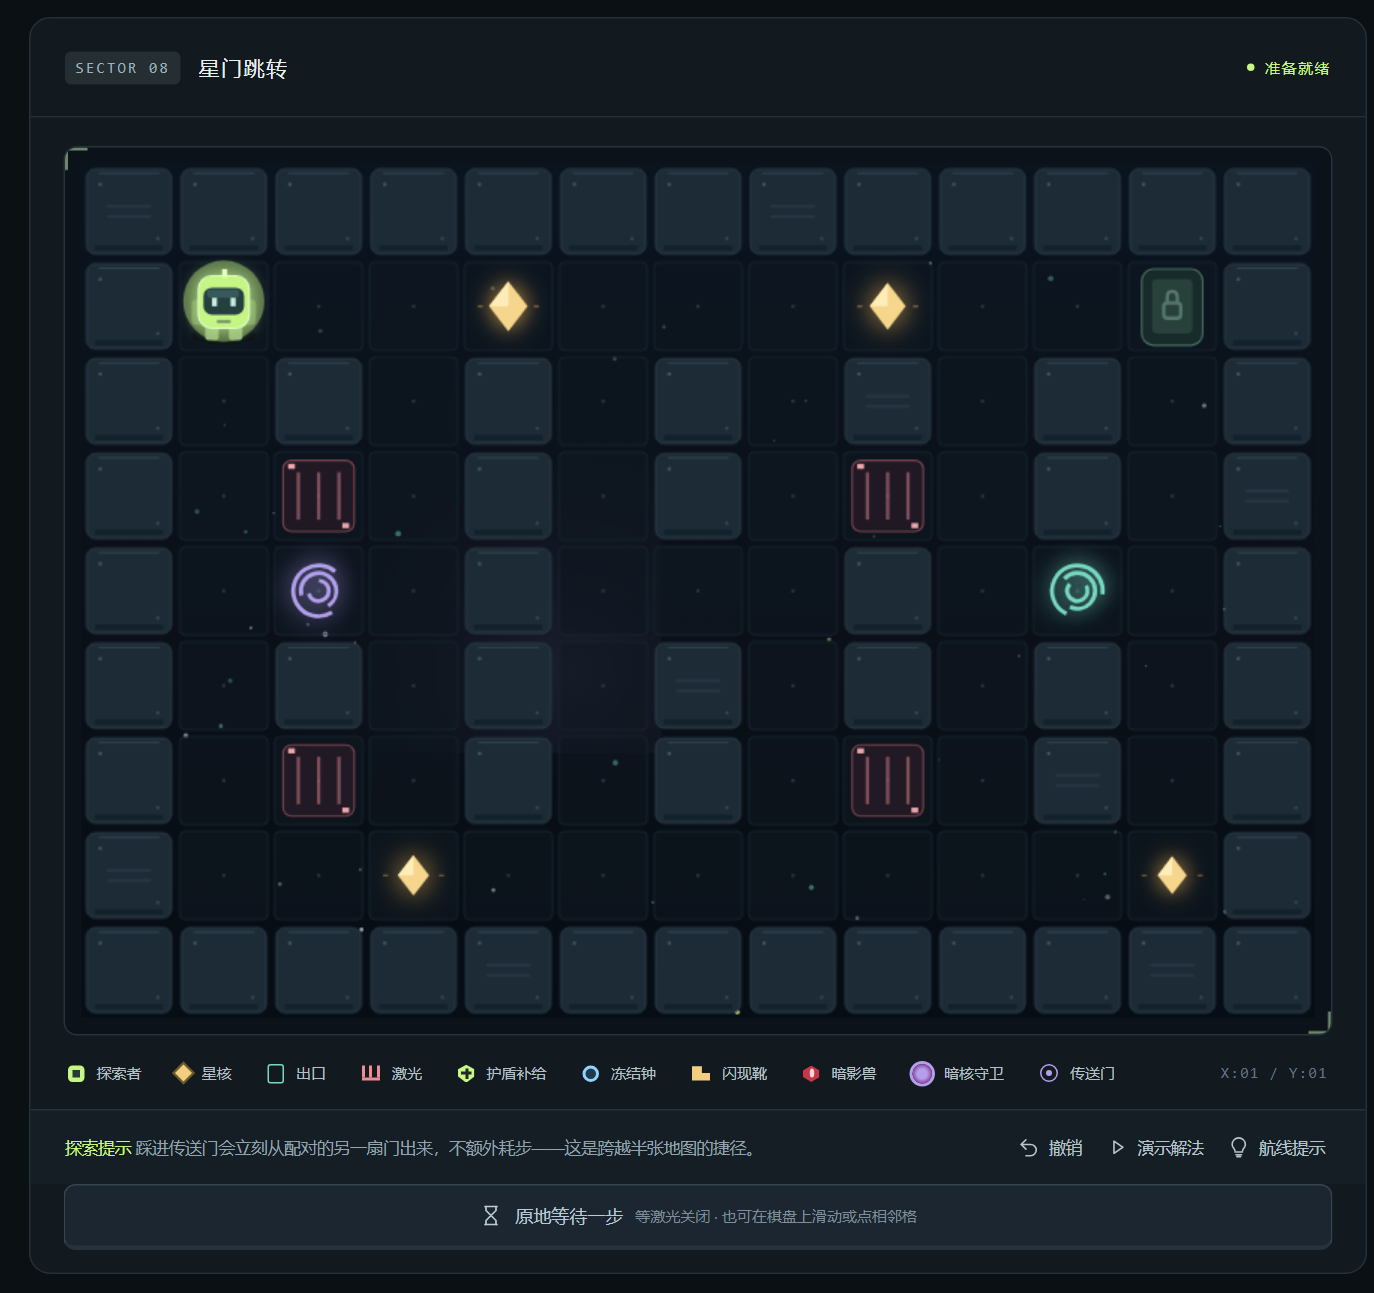 SECTOR 08 星门跳转
准备就绪
探索者 星核 出口 激光 护盾补给 冻结钟 闪现靴 暗影兽 暗核守卫 传送门 X:01 / Y:01
探索提示 踩进传送门会立刻从配对的另一扇门出来，不额外耗步——这是跨越半张地图的捷径。
撤销 演示解法 航线提示
原地等待一步 等激光关闭 · 也可在棋盘上滑动或点相邻格